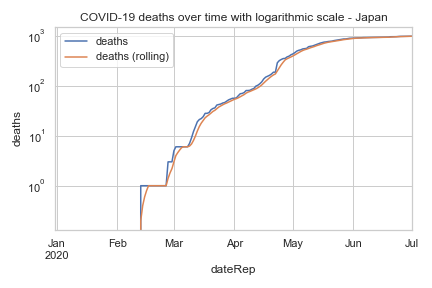 COVID-19 deaths over time with logarithmic scale - Japan
deaths
deaths (rolling)
10³
10²
10¹
10⁰
deaths
Jan Feb Mar Apr May Jun Jul
2020
dateRep